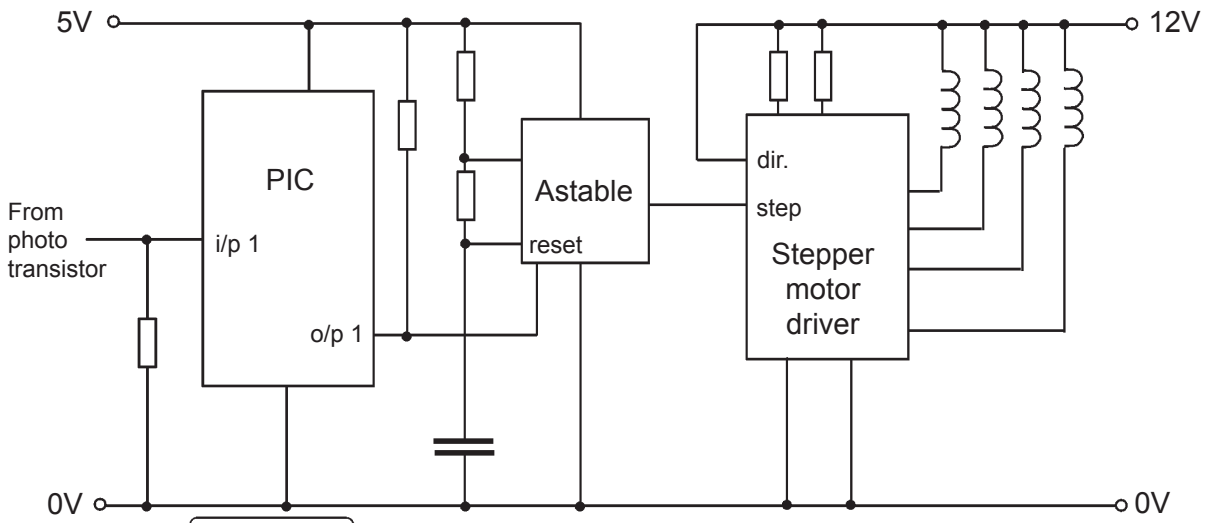 5V
12V
PIC
Astable
dir.
step
From
photo
transistor
i/p 1
reset
Stepper
motor
driver
o/p 1
0V
0V